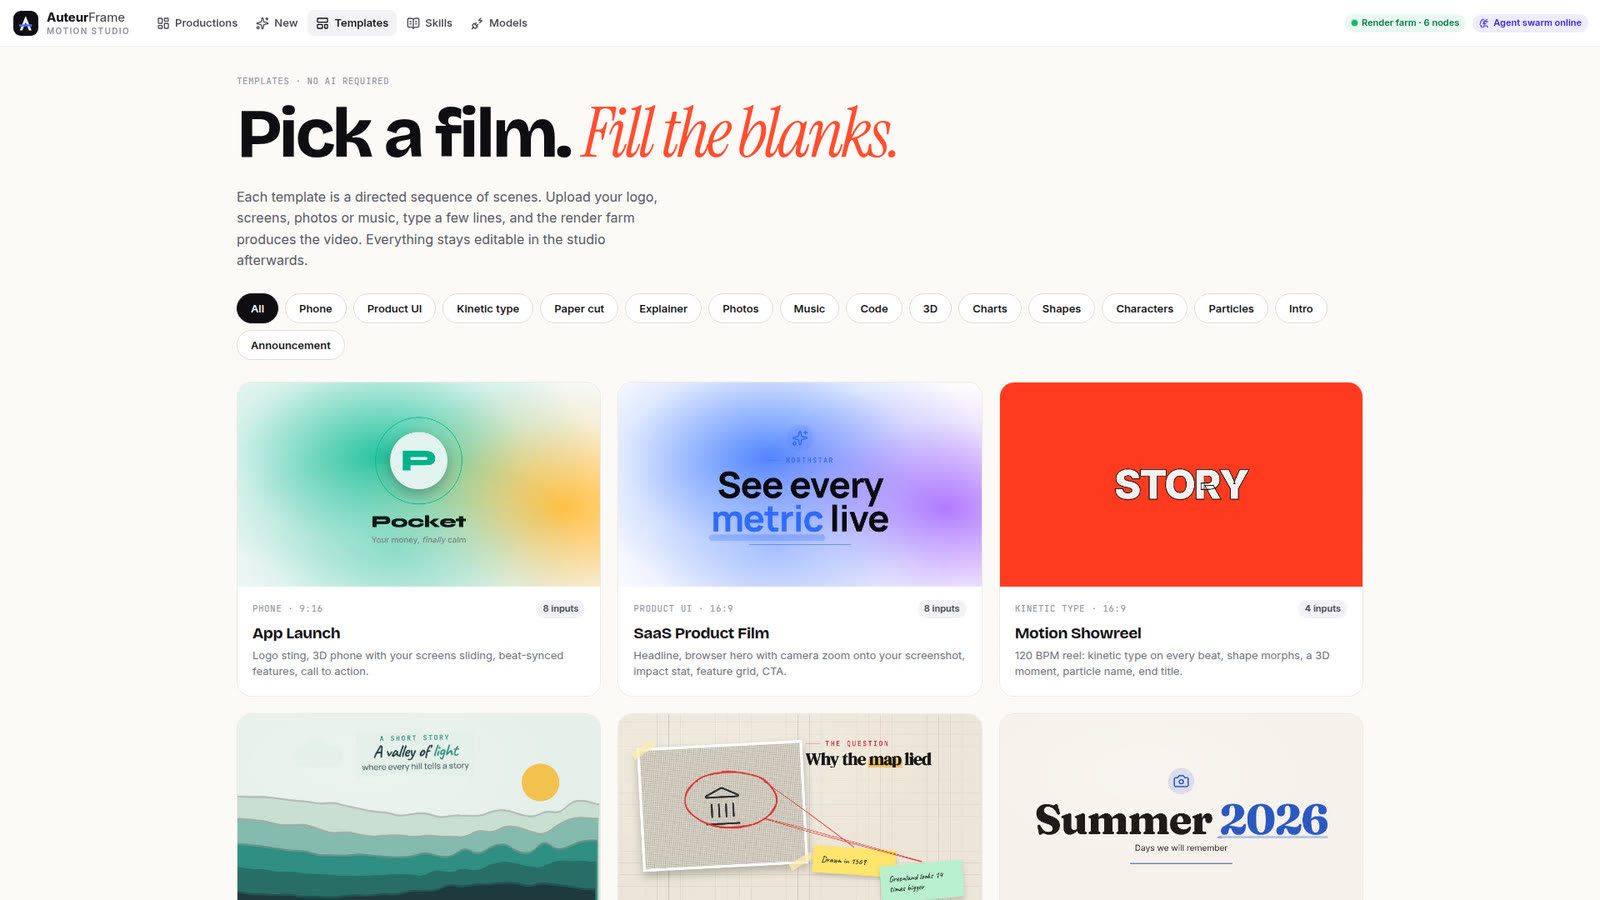 AuteurFrame
MOTION STUDIO
Productions
New
Templates
Skills
Models
Render farm · 6 nodes
Agent swarm online
TEMPLATES · NO AI REQUIRED
Pick a film. Fill the blanks.
Each template is a directed sequence of scenes. Upload your logo,
screens, photos or music, type a few lines, and the render farm
produces the video. Everything stays editable in the studio
afterwards.
All
Phone
Product UI
Kinetic type
Paper cut
Explainer
Photos
Music
Code
3D
Charts
Shapes
Characters
Particles
Intro
Announcement
P
Pocket
Your money, finally calm
PHONE · 9:16
8 inputs
App Launch
Logo sting, 3D phone with your screens sliding, beat-synced
features, call to action.
NORTHSTAR
See every
metric live
PRODUCT UI · 16:9
8 inputs
SaaS Product Film
Headline, browser hero with camera zoom onto your screenshot,
impact stat, feature grid, CTA.
STORY
KINETIC TYPE · 16:9
4 inputs
Motion Showreel
120 BPM reel: kinetic type on every beat, shape morphs, a 3D
moment, particle name, end title.
A SHORT STORY
A valley of light
where every hill tells a story
THE QUESTION
Why the map lied
Drawn in 1569
Greenland looks 14
times bigger
Summer 2026
Days we will remember